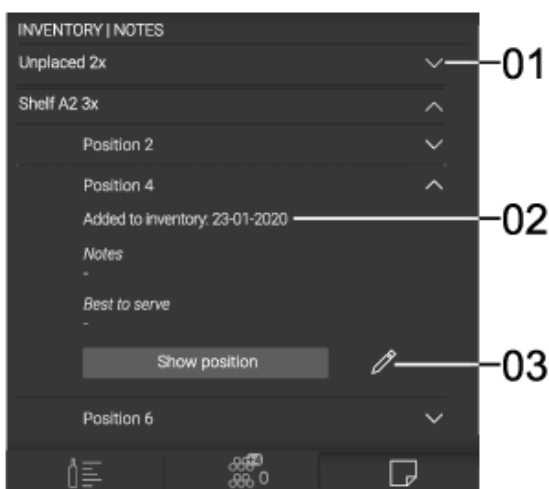 INVENTORY | NOTES
Unplaced 2x
01
Shelf A2 3x
Position 2
Position 4
Added to inventory: 23-01-2020
02
Notes
-
Best to serve
-
Show position
03
Position 6
0